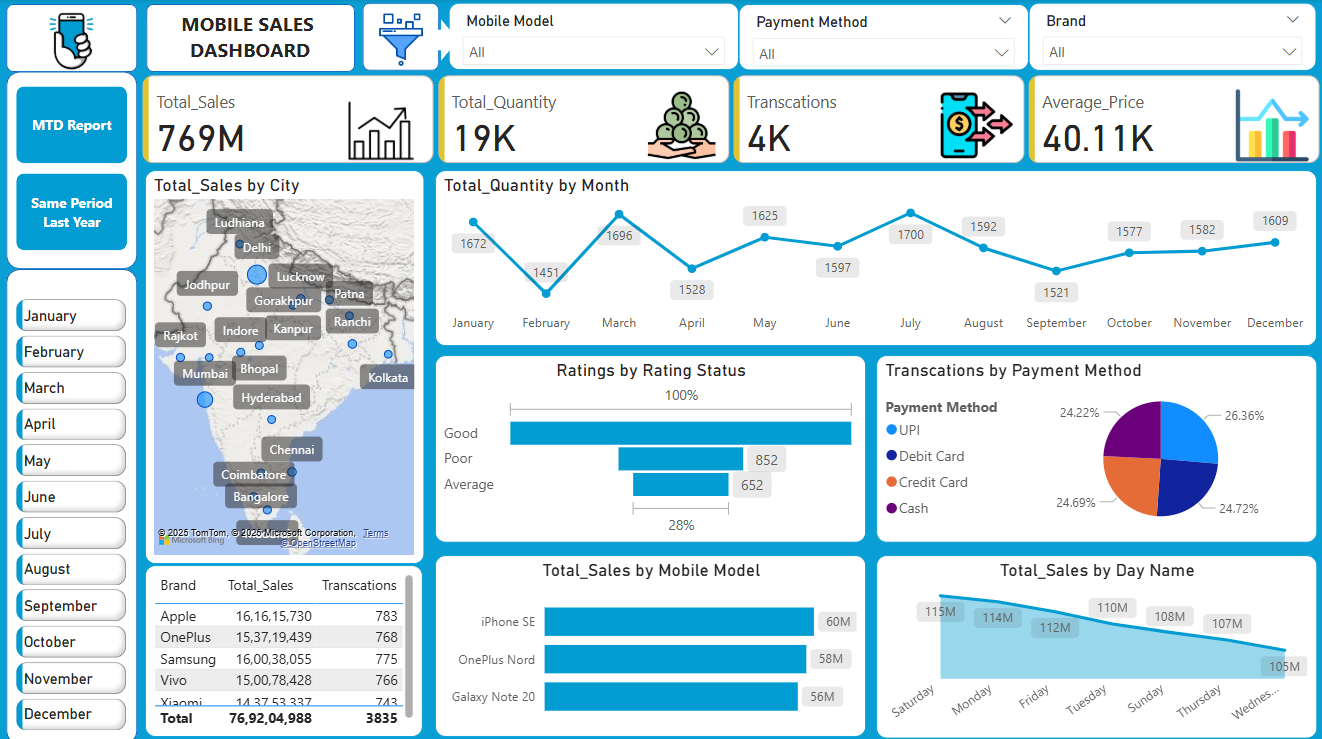 MOBILE SALES
DASHBOARD
Mobile Model
All
Payment Method
All
Brand
All
MTD Report
Same Period
Last Year
Total_Sales
769M
Total_Quantity
19K
Transcations
4K
Average_Price
40.11K
January
February
March
April
May
June
July
August
September
October
November
December
Total_Sales by City
Ludhiana
Delhi
Lucknow
Jodhpur
Gorakhpur
Patna
Rajkot
Indore
Kanpur
Ranchi
Mumbai
Bhopal
Kolkata
Hyderabad
Chennai
Coimbatore
Bangalore
© 2025 TomTom, © 2025 Microsoft Corporation, Terms
© OpenStreetMap
Microsoft Bing
Total_Quantity by Month
1672
1451
1696
1528
1625
1597
1700
1592
1521
1577
1582
1609
January February March April May June July August September October November December
Ratings by Rating Status
100%
Good
Poor 852
Average 652
28%
Transcations by Payment Method
Payment Method
UPI
Debit Card
Credit Card
Cash
24.22%
26.36%
24.69%
24.72%
Brand Total_Sales Transcations
Apple 16,16,15,730 783
OnePlus 15,37,19,439 768
Samsung 16,00,38,055 775
Vivo 15,00,78,428 766
Xiaomi 14,37,53,337 743
Total 76,92,04,988 3835
Total_Sales by Mobile Model
iPhone SE 60M
OnePlus Nord 58M
Galaxy Note 20 56M
Total_Sales by Day Name
115M
114M
112M
110M
108M
107M
105M
Saturday Monday Friday Tuesday Sunday Thursday Wednes...